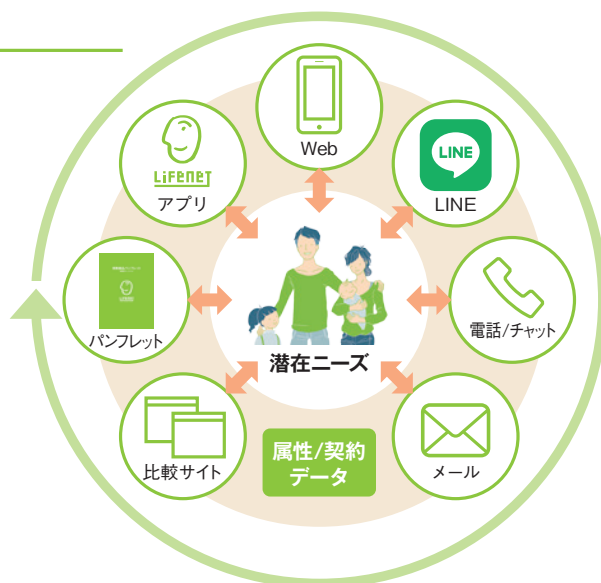 Web
LiFENET
アプリ
LINE
LINE
パンフレット
LiFENET
電話/チャット
潜在ニーズ
比較サイト
属性/契約
データ
メール